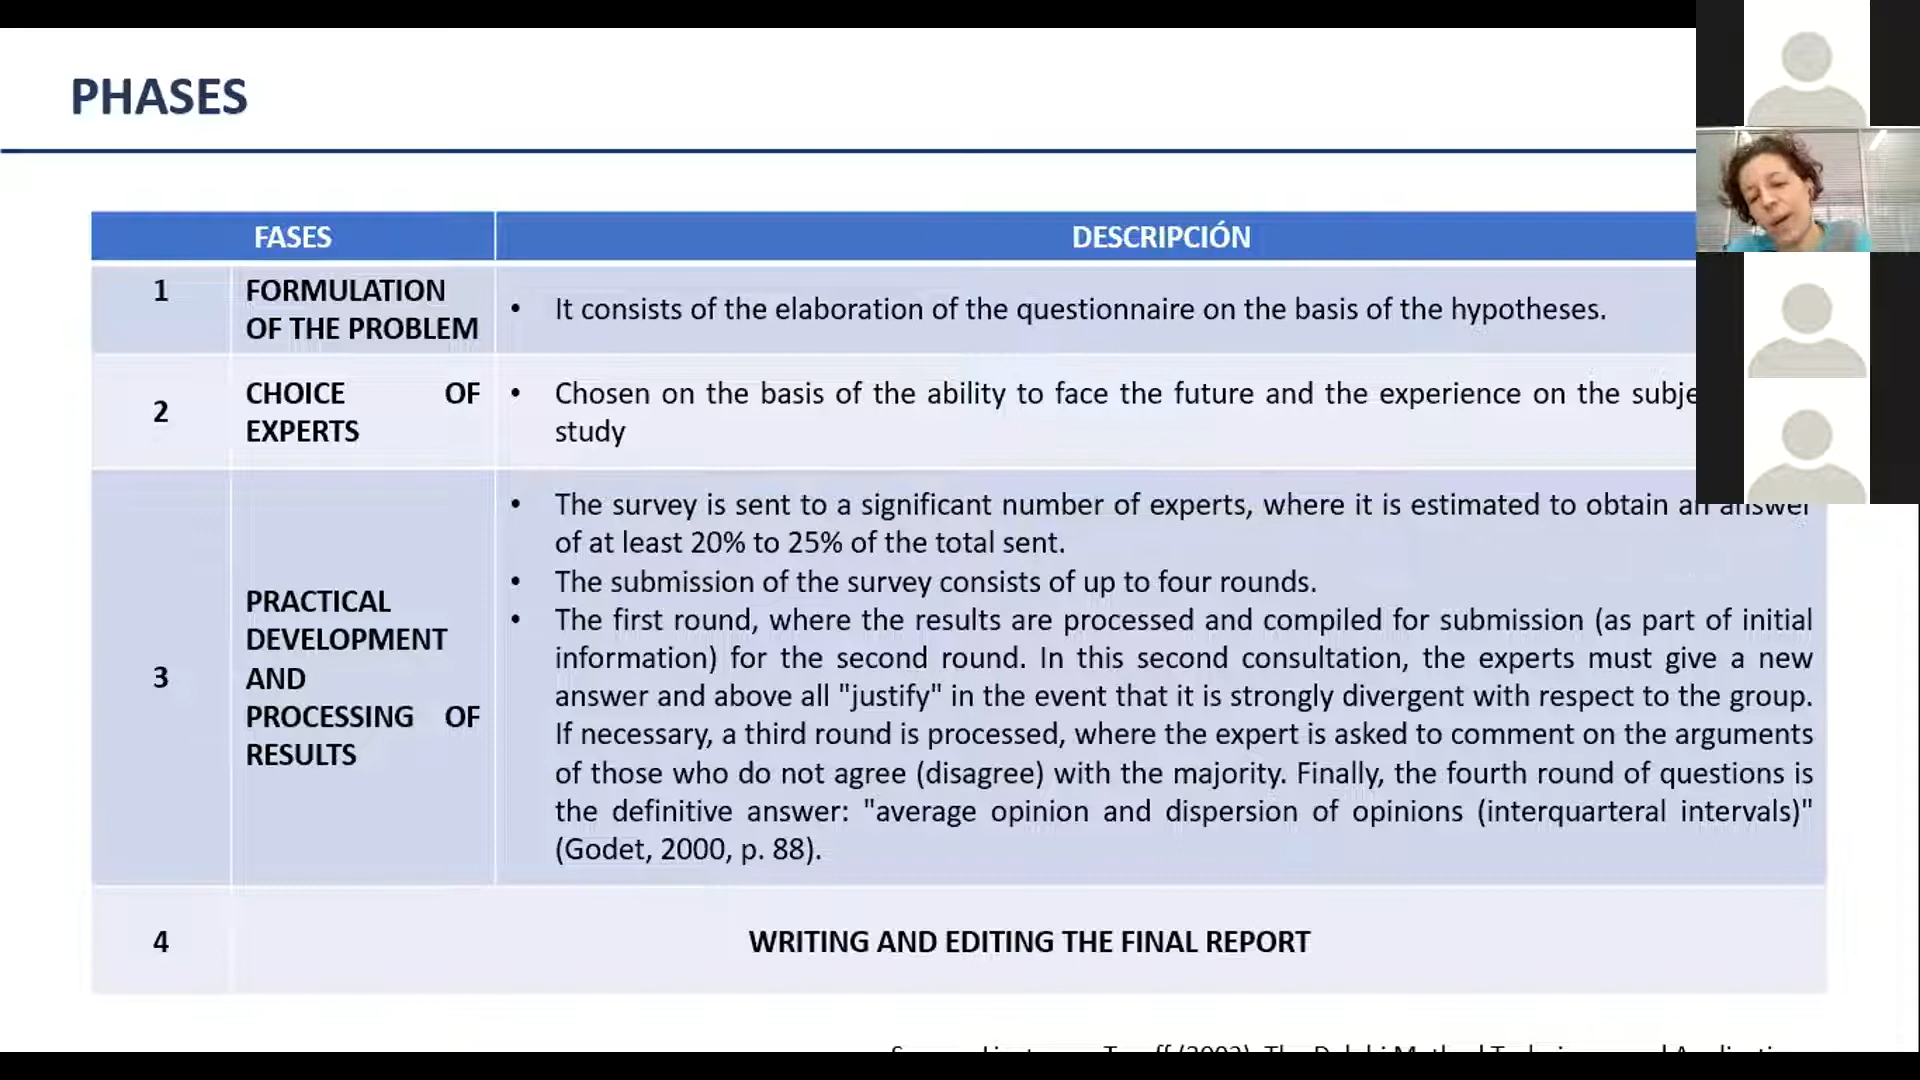 PHASES
FASES
DESCRIPCIÓN
1
FORMULATION
OF THE PROBLEM
• It consists of the elaboration of the questionnaire on the basis of the hypotheses.
2
CHOICE OF
EXPERTS
• Chosen on the basis of the ability to face the future and the experience on the
study
3
PRACTICAL
DEVELOPMENT
AND
PROCESSING OF
RESULTS
• The survey is sent to a significant number of experts, where it is estimated to obtain an answer
of at least 20% to 25% of the total sent.
• The submission of the survey consists of up to four rounds.
• The first round, where the results are processed and compiled for submission (as part of initial
information) for the second round. In this second consultation, the experts must give a new
answer and above all "justify" in the event that it is strongly divergent with respect to the group.
If necessary, a third round is processed, where the expert is asked to comment on the arguments
of those who do not agree (disagree) with the majority. Finally, the fourth round of questions is
the definitive answer: "average opinion and dispersion of opinions (interquarteral intervals)"
(Godet, 2000, p. 88).
4
WRITING AND EDITING THE FINAL REPORT